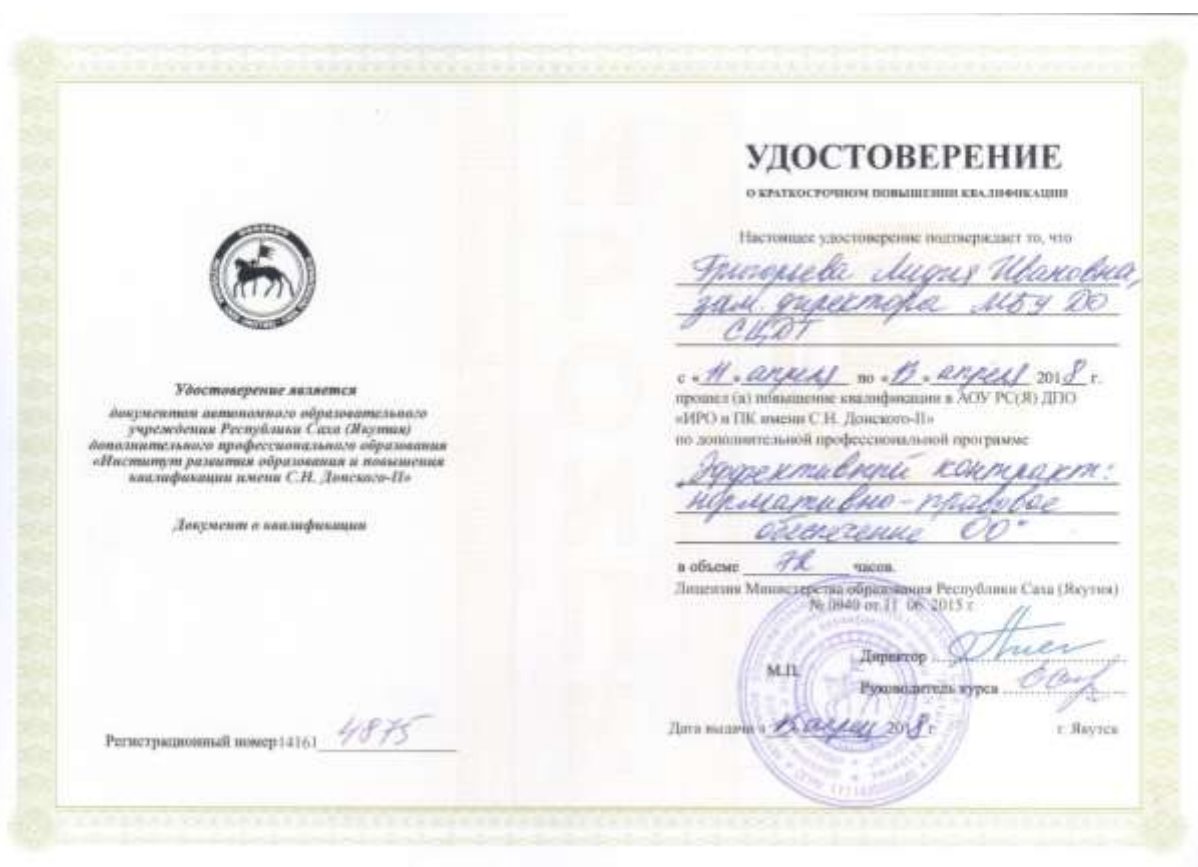 Удостоверение является
документом автономного образовательного
учреждения Республики Саха (Якутия)
дополнительного профессионального образования
«Институт развития образования и повышения
квалификации имени С.Н. Донского-II»
Документ о квалификации
Регистрационный номер 14161 4875
УДОСТОВЕРЕНИЕ
О КРАТКОСРОЧНОМ ПОВЫШЕНИИ КВАЛИФИКАЦИИ
Настоящее удостоверение подтверждает то, что
Григорьева Лидия Ивановна,
зам. директора МБУ ДО
СЦДТ
с «11» апреля по «13» апреля 2018 г.
прошел (а) повышение квалификации в АОУ РС(Я) ДПО
«ИРО и ПК имени С.Н. Донского-II»
по дополнительной профессиональной программе
„Эффективный контракт:
нормативно-правовое
обеспечение ОО"
в объеме 72 часов.
Лицензия Министерства образования Республики Саха (Якутия)
№ 0940 от 11 06 2015 г
Директор
М.П.
Руководитель курса
Дата выдачи « апреля 2018 г г. Якутск